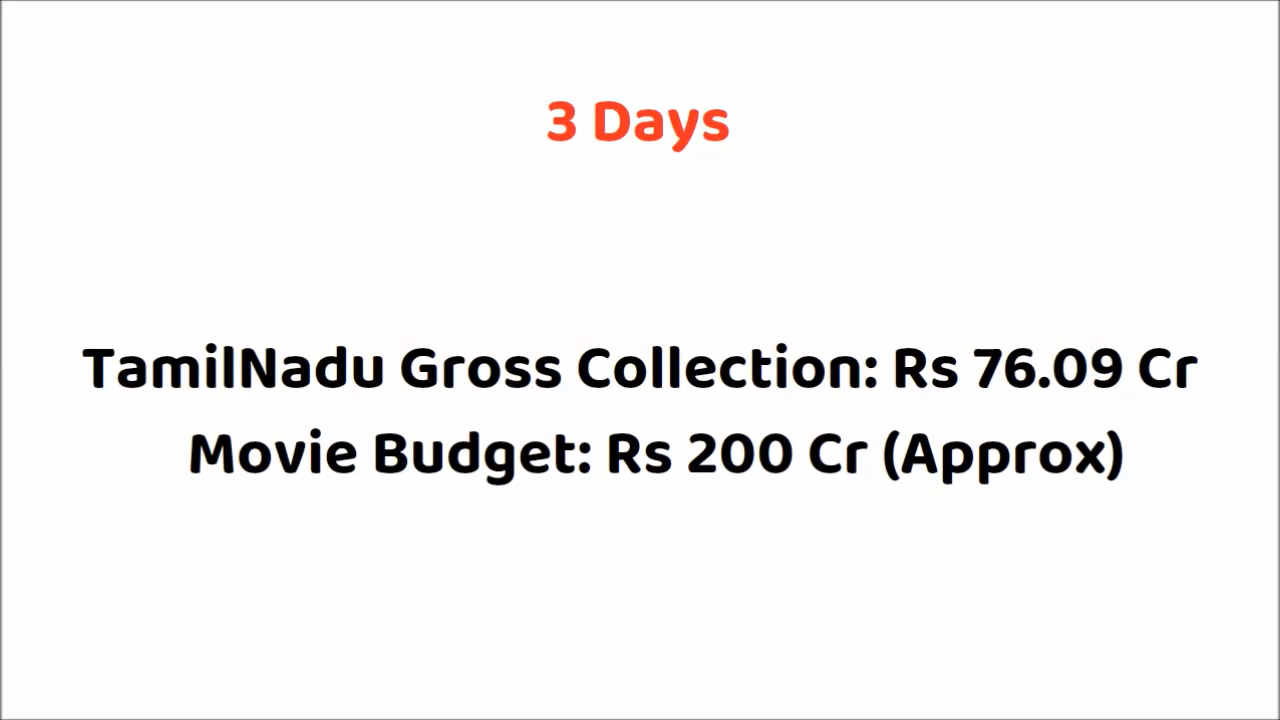 3 Days
TamilNadu Gross Collection: Rs 76.09 Cr
Movie Budget: Rs 200 Cr (Approx)